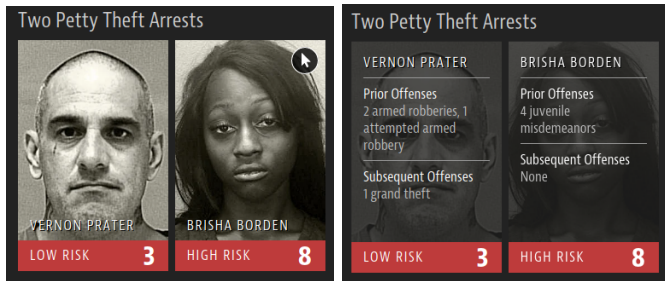 Two Petty Theft Arrests
VERNON PRATER
LOW RISK 3
BRISHA BORDEN
HIGH RISK 8
Two Petty Theft Arrests
VERNON PRATER
Prior Offenses
2 armed robberies, 1
attempted armed
robbery
Subsequent Offenses
1 grand theft
LOW RISK 3
BRISHA BORDEN
Prior Offenses
4 juvenile
misdemeanors
Subsequent Offenses
None
HIGH RISK 8